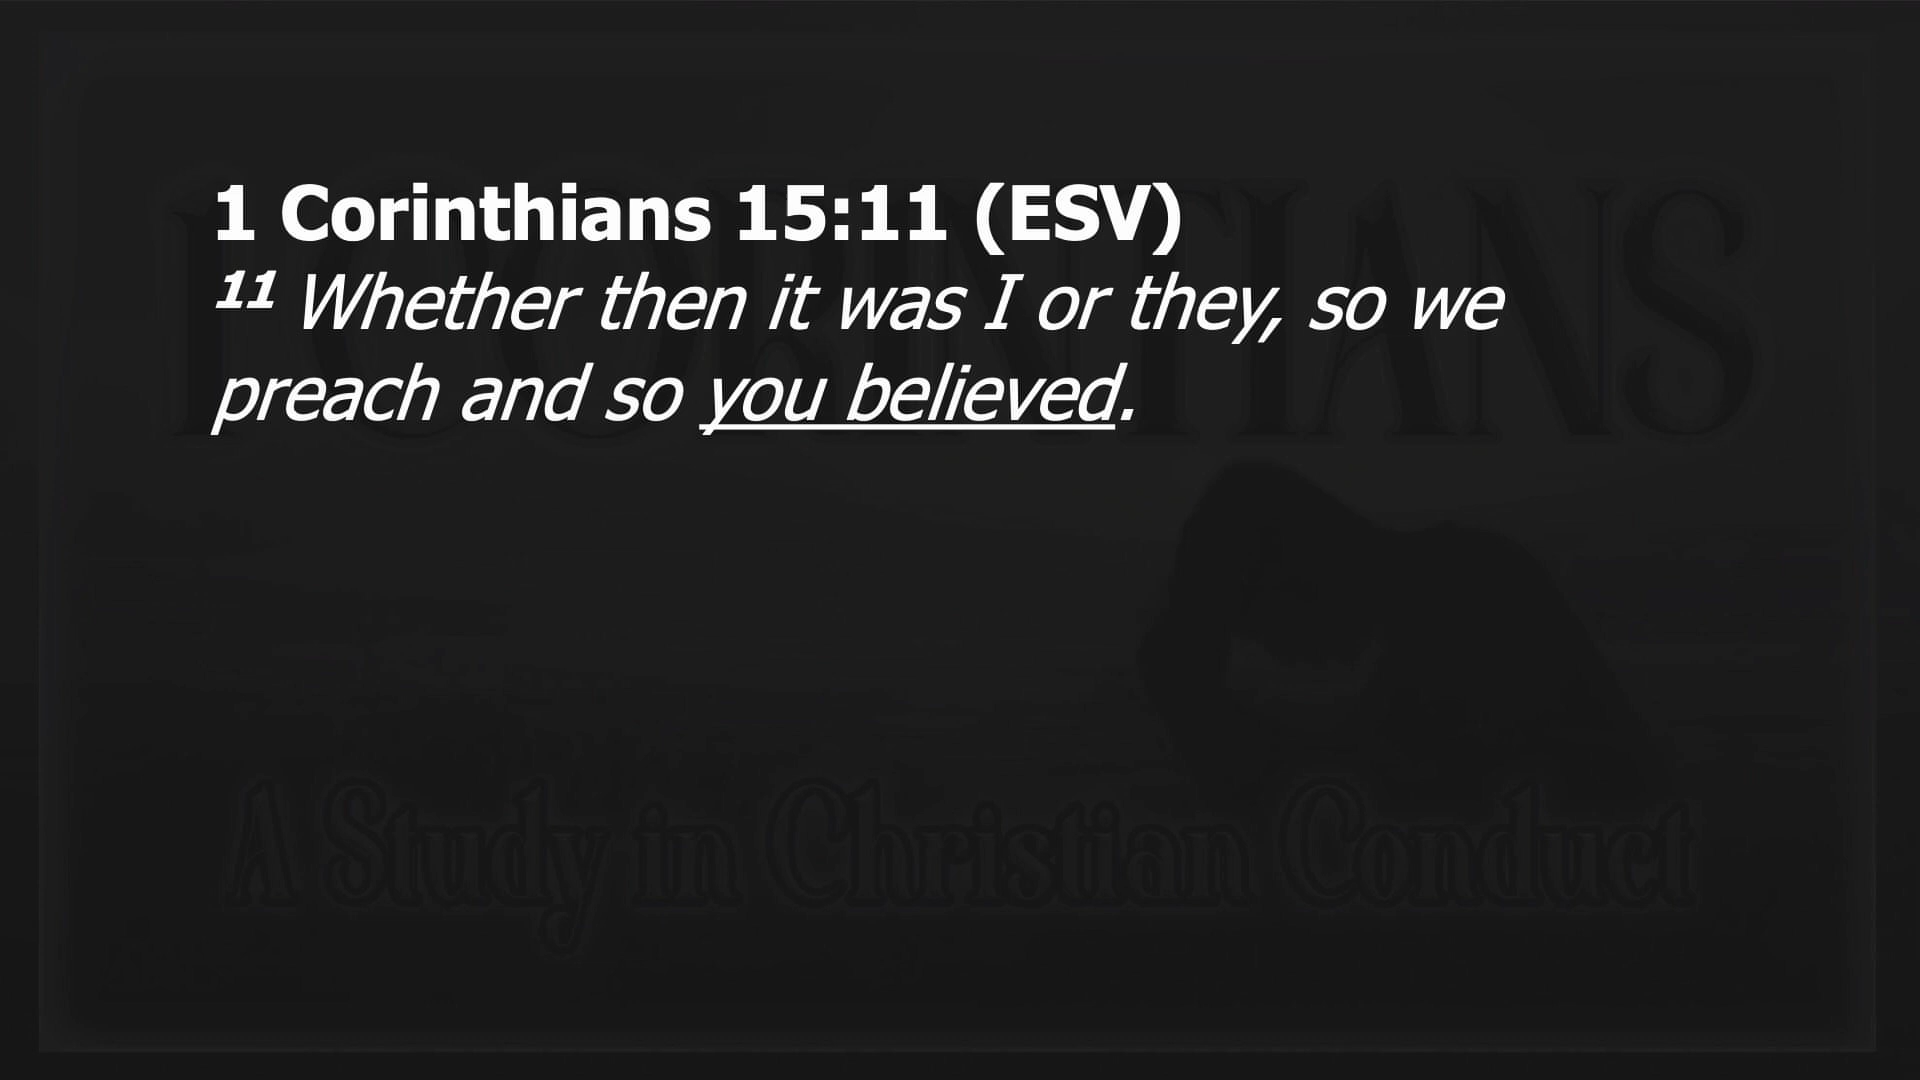 1 Corinthians 15:11 (ESV)
11 Whether then it was I or they, so we
preach and so you believed.
1 CORINTHIANS
A Study in Christian Conduct